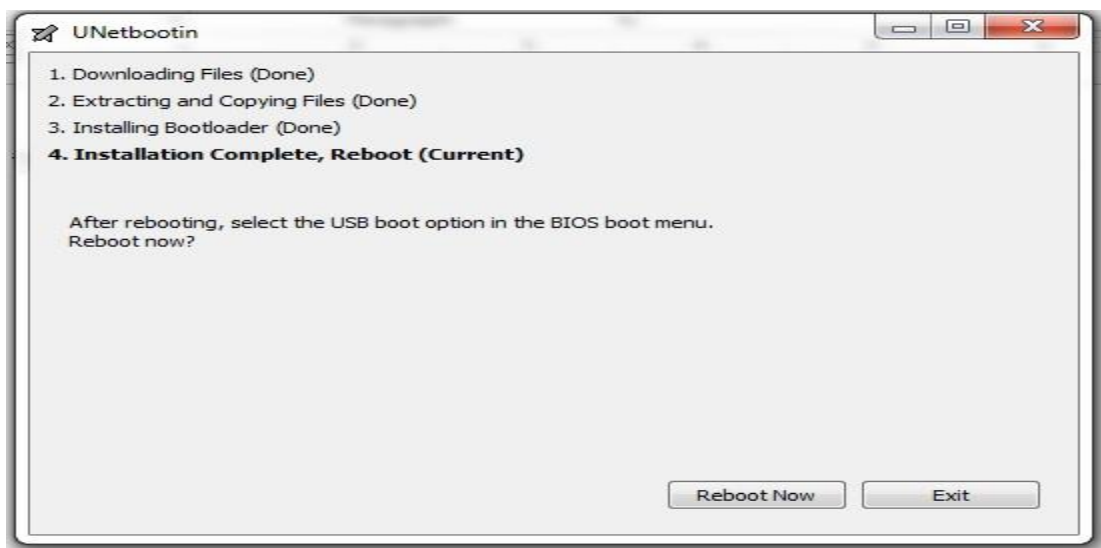 UNetbootin
1. Downloading Files (Done)
2. Extracting and Copying Files (Done)
3. Installing Bootloader (Done)
4. Installation Complete, Reboot (Current)
After rebooting, select the USB boot option in the BIOS boot menu.
Reboot now?
Reboot Now Exit